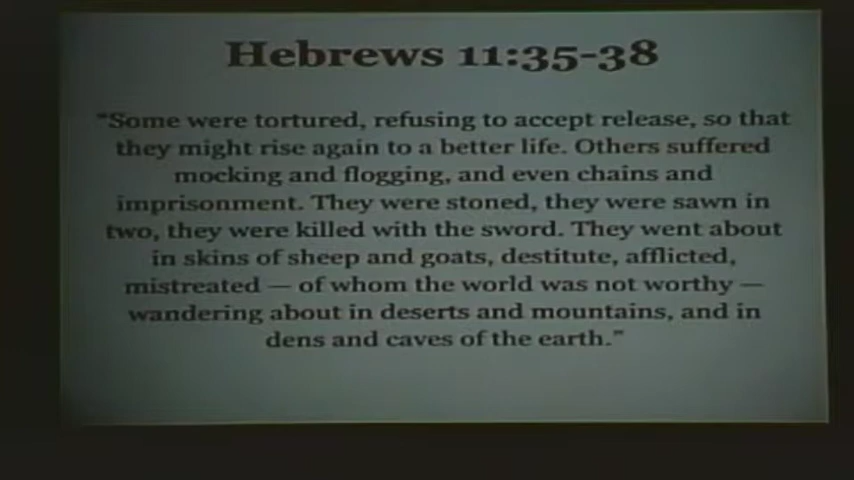 Hebrews 11:35-38
"Some were tortured, refusing to accept release, so that
they might rise again to a better life. Others suffered
mocking and flogging, and even chains and
imprisonment. They were stoned, they were sawn in
two, they were killed with the sword. They went about
in skins of sheep and goats, destitute, afflicted,
mistreated — of whom the world was not worthy —
wandering about in deserts and mountains, and in
dens and caves of the earth."